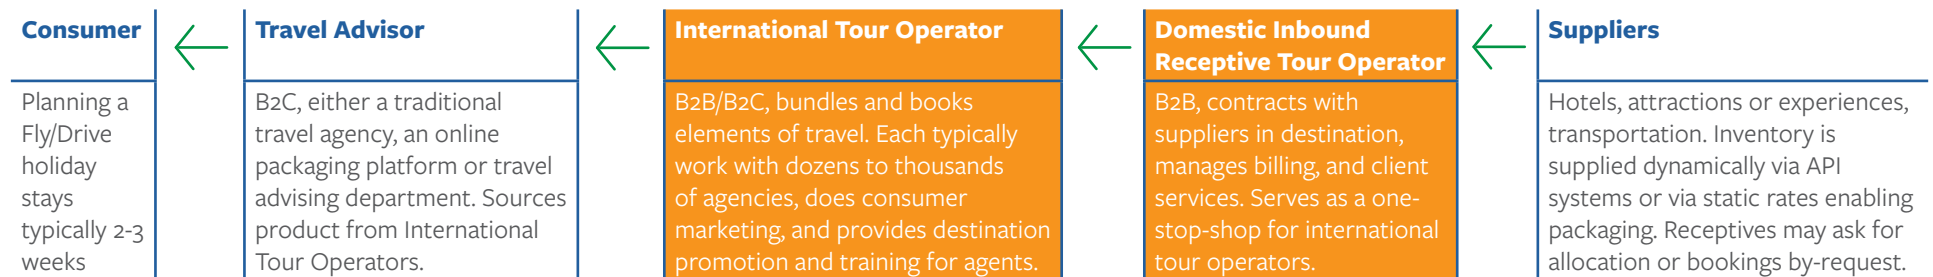 Consumer
Planning a
Fly/Drive
holiday
stays
typically 2-3
weeks
Travel Advisor
B2C, either a traditional
travel agency, an online
packaging platform or travel
advising department. Sources
product from International
Tour Operators.
International Tour Operator
B2B/B2C, bundles and books
elements of travel. Each typically
work with dozens to thousands
of agencies, does consumer
marketing, and provides destination
promotion and training for agents.
Domestic Inbound
Receptive Tour Operator
B2B, contracts with
suppliers in destination,
manages billing, and client
services. Serves as a one-
stop-shop for international
tour operators.
Suppliers
Hotels, attractions or experiences,
transportation. Inventory is
supplied dynamically via API
systems or via static rates enabling
packaging. Receptives may ask for
allocation or bookings by-request.